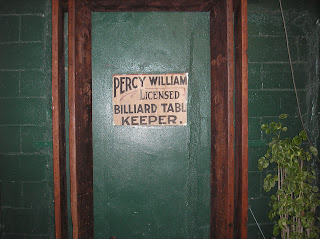 PERCY WILLIAM
LICENSED
BILLIARD TABL
KEEPER.